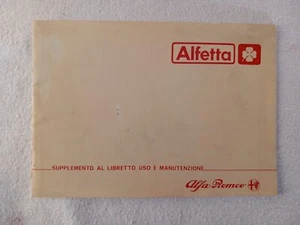 Alfetta
SUPPLEMENTO AL LIBRETTO USO E MANUTENZIONE
Alfa Romeo